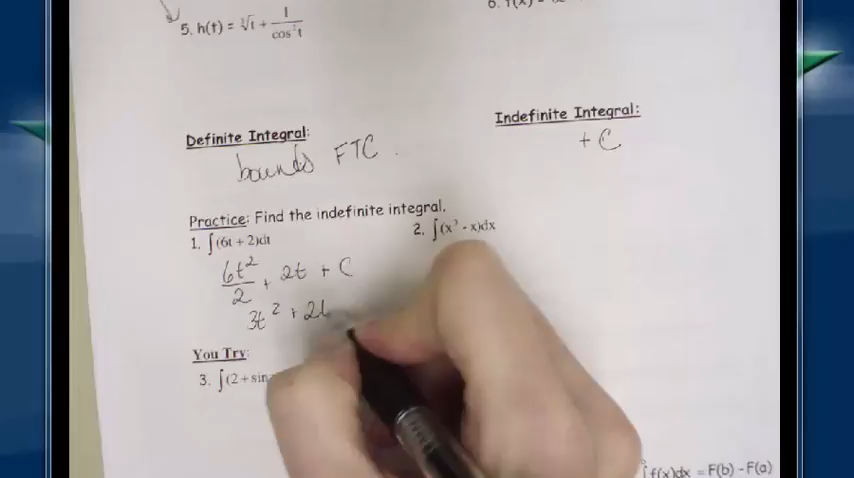 5. h(t) = ∛t + 1/cos²t
6. f(x) =
Definite Integral:
bounds FTC.
Indefinite Integral:
+ C
Practice: Find the indefinite integral.
1. ∫(6t + 2)dt
6t²/2 + 2t + C
3t² + 2t
2. ∫(x³ - x)dx
You Try:
3. ∫(2 + sin
∫f(x)dx = F(b) - F(a)